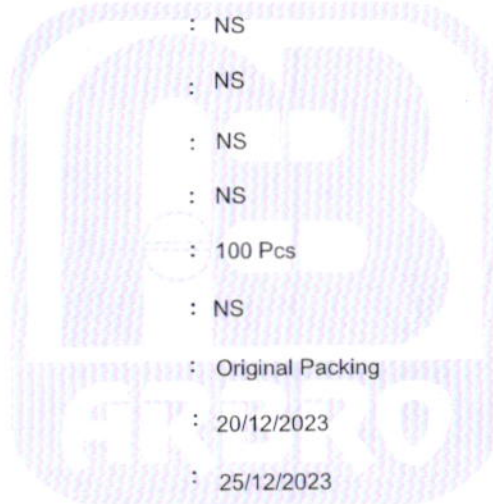 : NS
: NS
: NS
: NS
: 100 Pcs
: NS
: Original Packing
: 20/12/2023
: 25/12/2023